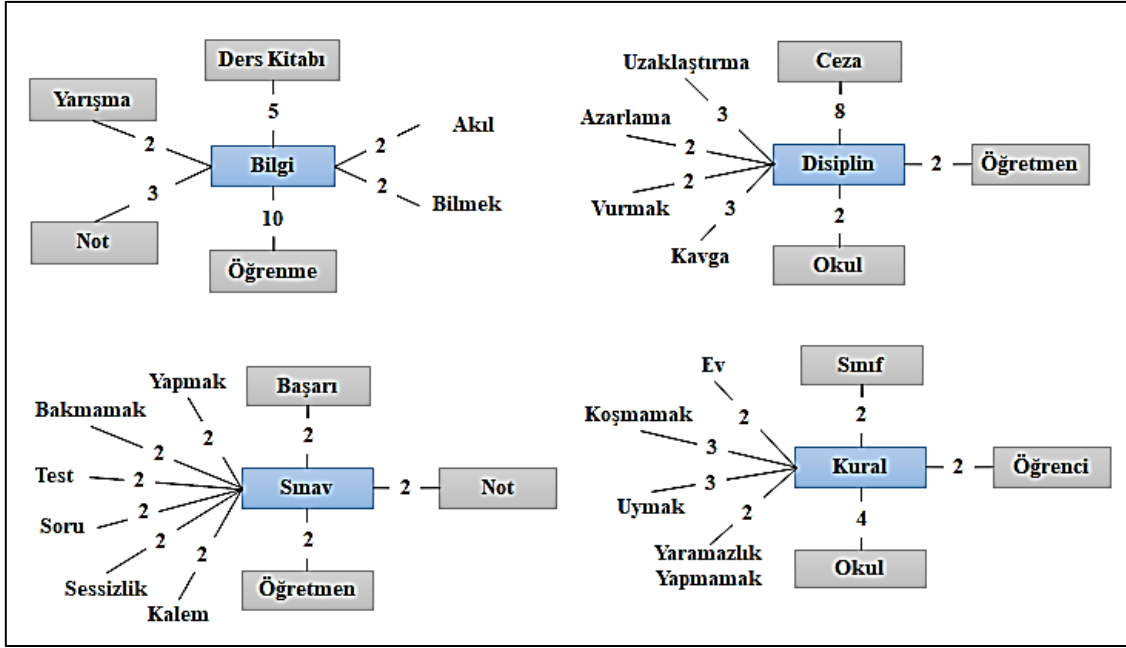 Ders Kitabı
Yarışma
5
2
Akıl
2
Bilgi
3
2
Bilmek
10
Not
Öğrenme
Uzaklaştırma
Ceza
3
8
Azarlama
2
Disiplin
2
Öğretmen
2
Vurmak
3
2
Kavga
Okul
Yapmak
Başarı
Bakmamak
2
2
2
Test
2
Sınav
2
Not
Soru
2
2
2
2
Sessizlik
Öğretmen
Kalem
Ev
Sınıf
2
2
Koşmamak
3
Kural
2
Öğrenci
3
Uymak
2
4
Yaramazlık
Yapmamak
Okul